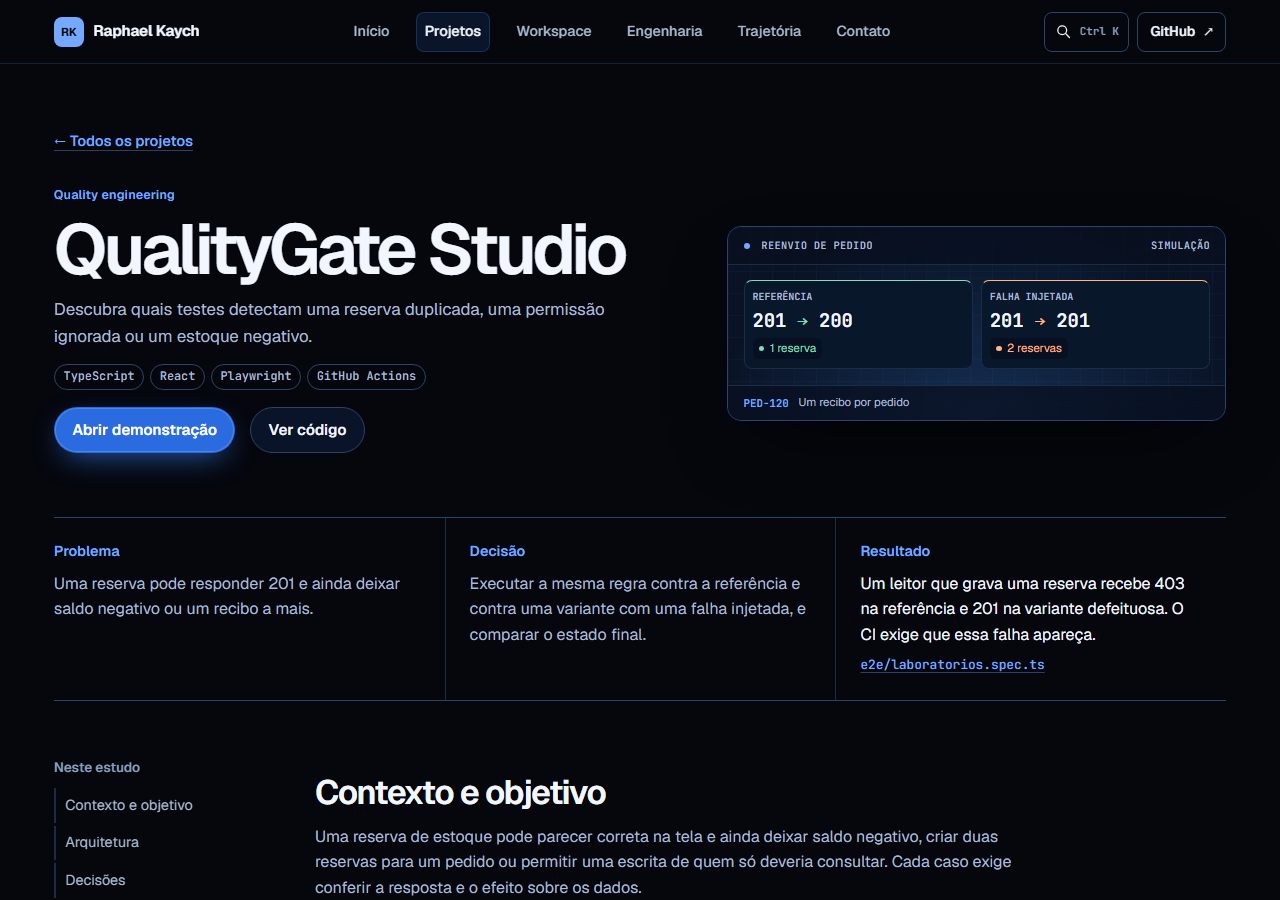 RK Raphael Kaych
Início Projetos Workspace Engenharia Trajetória Contato
Ctrl K
GitHub ↗
← Todos os projetos
Quality engineering
QualityGate Studio
Descubra quais testes detectam uma reserva duplicada, uma permissão
ignorada ou um estoque negativo.
TypeScript React Playwright GitHub Actions
Abrir demonstração Ver código
REENVIO DE PEDIDO SIMULAÇÃO
REFERÊNCIA
201 → 200
1 reserva
FALHA INJETADA
201 → 201
2 reservas
PED-120 Um recibo por pedido
Problema
Uma reserva pode responder 201 e ainda deixar
saldo negativo ou um recibo a mais.
Decisão
Executar a mesma regra contra a referência e
contra uma variante com uma falha injetada, e
comparar o estado final.
Resultado
Um leitor que grava uma reserva recebe 403
na referência e 201 na variante defeituosa. O
CI exige que essa falha apareça.
e2e/laboratorios.spec.ts
Neste estudo
Contexto e objetivo
Arquitetura
Decisões
Contexto e objetivo
Uma reserva de estoque pode parecer correta na tela e ainda deixar saldo negativo, criar duas
reservas para um pedido ou permitir uma escrita de quem só deveria consultar. Cada caso exige
conferir a resposta e o efeito sobre os dados.